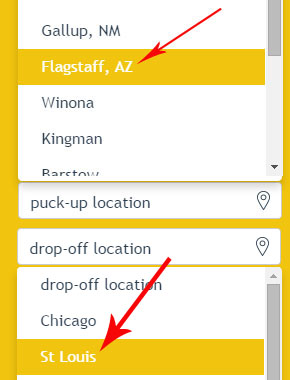 Gallup, NM
Flagstaff, AZ
Winona
Kingman
Barstow
puck-up location
drop-off location
drop-off location
Chicago
St Louis